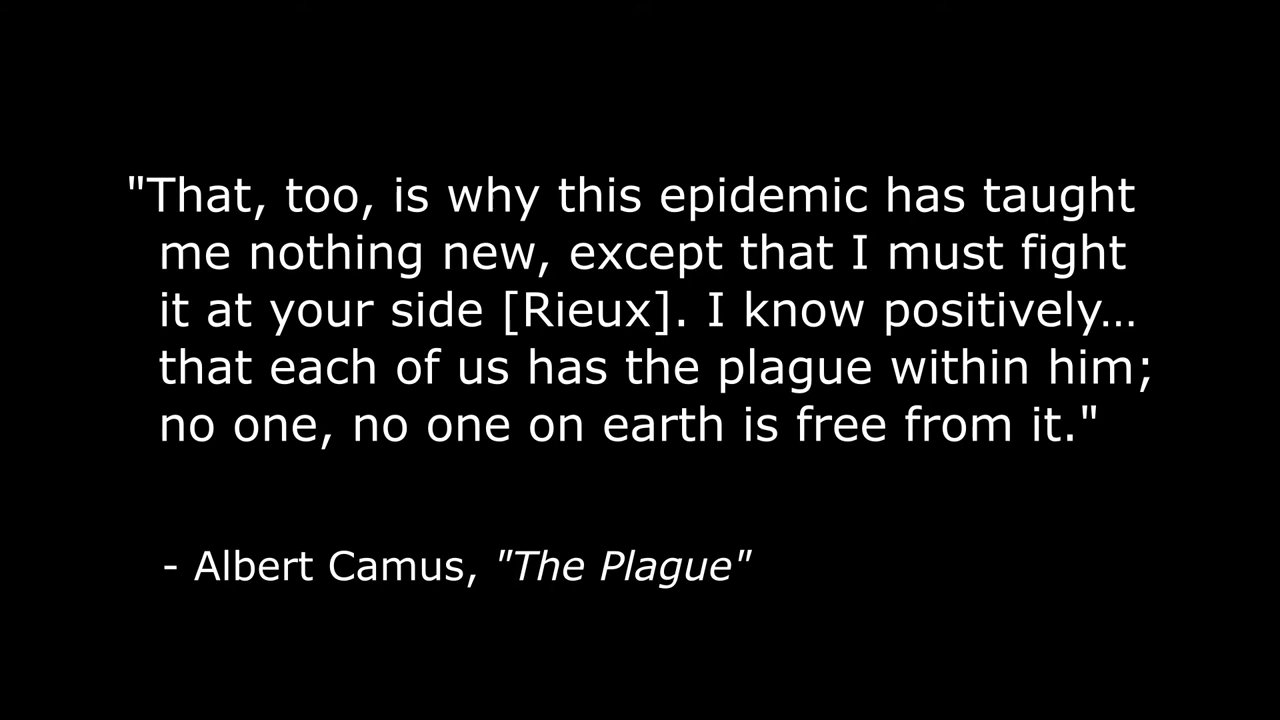 "That, too, is why this epidemic has taught
me nothing new, except that I must fight
it at your side [Rieux]. I know positively…
that each of us has the plague within him;
no one, no one on earth is free from it."
- Albert Camus, "The Plague"